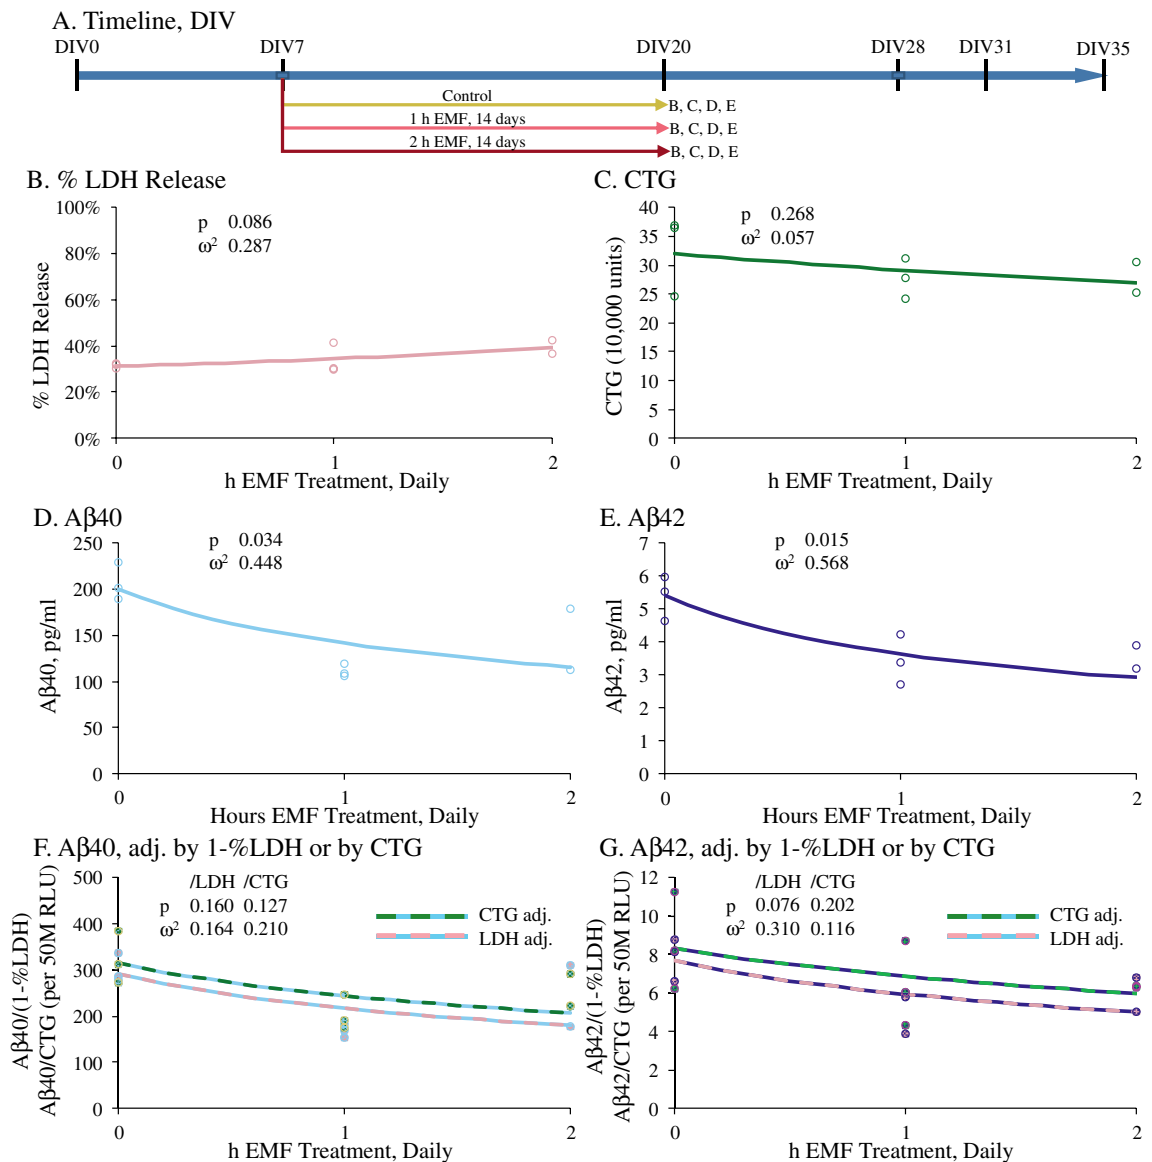 A. Timeline, DIV
DIV0 DIV7 DIV20 DIV28 DIV31 DIV35
Control B, C, D, E
1 h EMF, 14 days B, C, D, E
2 h EMF, 14 days B, C, D, E
B. % LDH Release
100%
80%
60%
40%
20%
0%
% LDH Release
p 0.086
ω² 0.287
0 1 2
h EMF Treatment, Daily
C. CTG
40
35
30
25
20
15
10
5
0
CTG (10,000 units)
p 0.268
ω² 0.057
0 1 2
h EMF Treatment, Daily
D. Aβ40
250
200
150
100
50
0
Aβ40, pg/ml
p 0.034
ω² 0.448
0 1 2
Hours EMF Treatment, Daily
E. Aβ42
7
6
5
4
3
2
1
0
Aβ42, pg/ml
p 0.015
ω² 0.568
0 1 2
Hours EMF Treatment, Daily
F. Aβ40, adj. by 1-%LDH or by CTG
500
400
300
200
100
0
Aβ40/(1-%LDH)
Aβ40/CTG (per 50M RLU)
/LDH /CTG
p 0.160 0.127
ω² 0.164 0.210
CTG adj.
LDH adj.
0 1 2
h EMF Treatment, Daily
G. Aβ42, adj. by 1-%LDH or by CTG
12
10
8
6
4
2
0
Aβ42/(1-%LDH)
Aβ42/CTG (per 50M RLU)
/LDH /CTG
p 0.076 0.202
ω² 0.310 0.116
CTG adj.
LDH adj.
0 1 2
h EMF Treatment, Daily